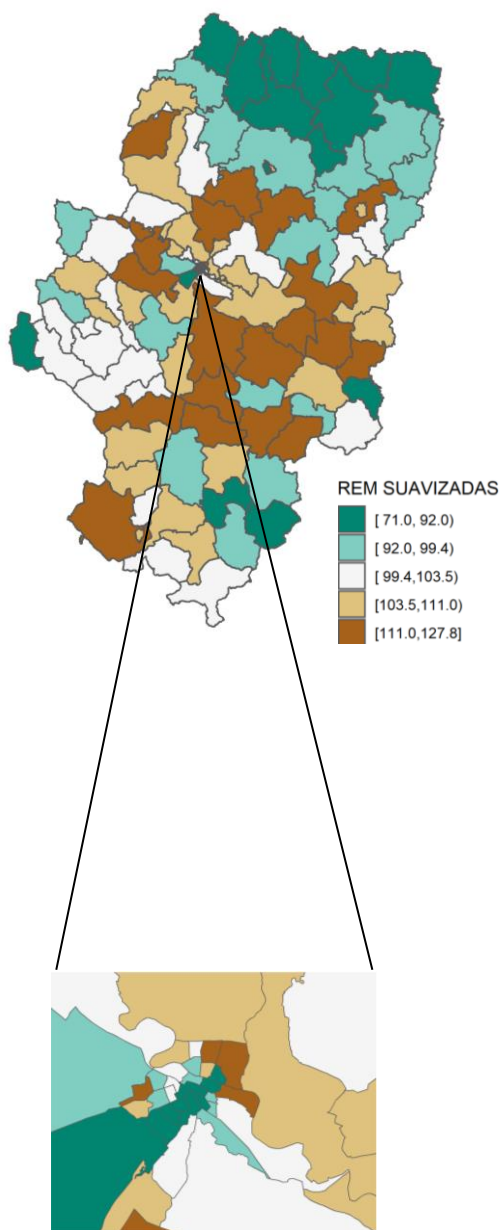 REM SUAVIZADAS
[ 71.0, 92.0)
[ 92.0, 99.4)
[ 99.4,103.5)
[103.5,111.0)
[111.0,127.8]